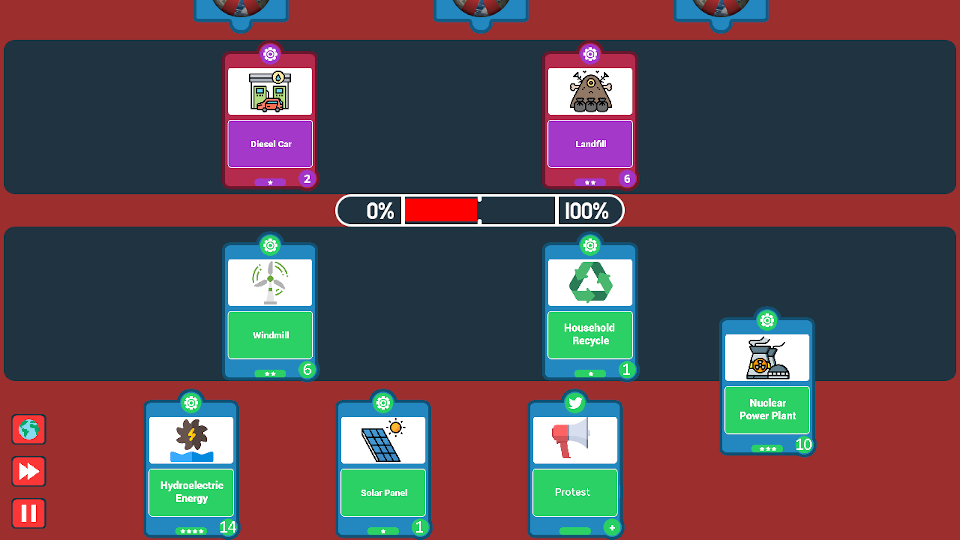 Diesel Car
2
Landfill
6
0%
100%
Windmill
6
Household
Recycle
1
Nuclear
Power Plant
10
Hydroelectric
Energy
14
Solar Panel
1
Protest
+